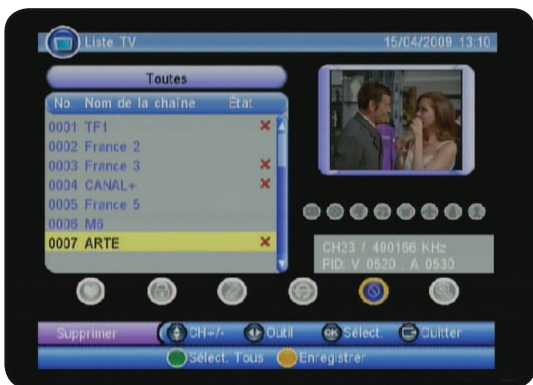 Liste TV 15/04/2009 13:10
Toutes
No. Nom de la chaîne État
0001 TF1
0002 France 2
0003 France 3
0004 CANAL+
0005 France 5
0006 M6
0007 ARTE
CH23 / 490166 KHz
PID: V 0520 . A 0530
Supprimer CH+/- Outil OK Sélect. Quitter
Sélect. Tous Enregistrer